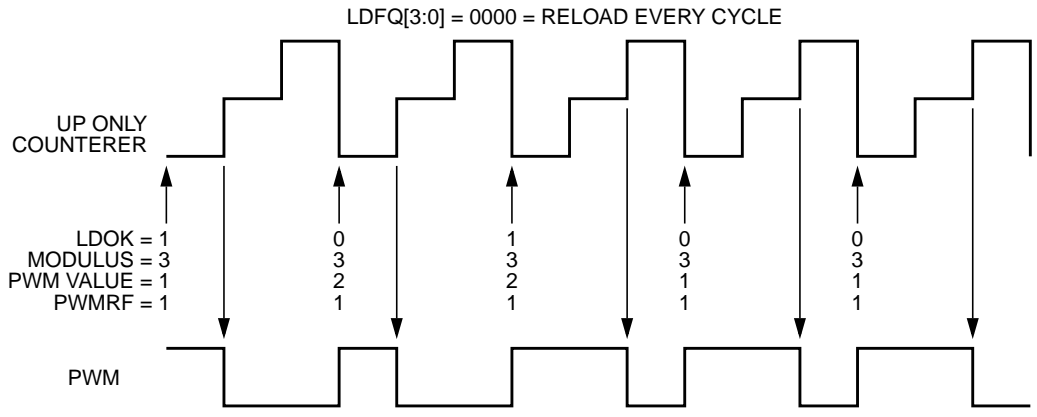 LDFQ[3:0] = 0000 = RELOAD EVERY CYCLE
UP ONLY
COUNTERER
LDOK = 1 0 1 0 0
MODULUS = 3 3 3 3 3
PWM VALUE = 1 2 2 1 1
PWMRF = 1 1 1 1 1
PWM